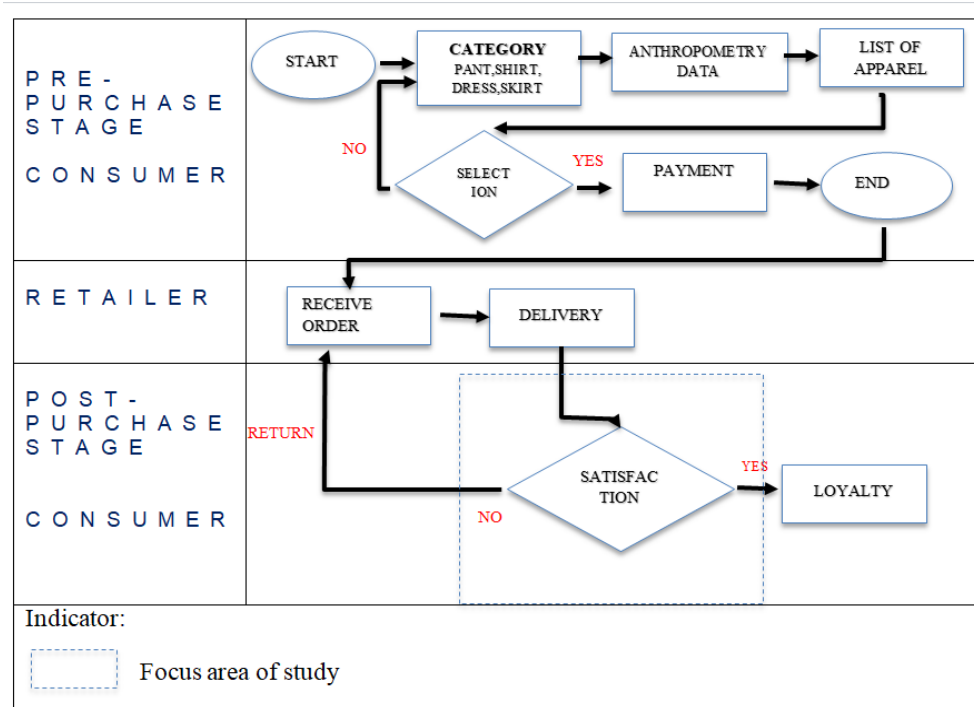 PRE-
PURCHASE
STAGE
CONSUMER
START
CATEGORY
PANT,SHIRT,
DRESS,SKIRT
ANTHROPOMETRY
DATA
LIST OF
APPAREL
NO
SELECT
ION
YES
PAYMENT
END
RETAILER
RECEIVE
ORDER
DELIVERY
POST-
PURCHASE
STAGE
CONSUMER
RETURN
SATISFAC
TION
NO
YES
LOYALTY
Indicator:
Focus area of study